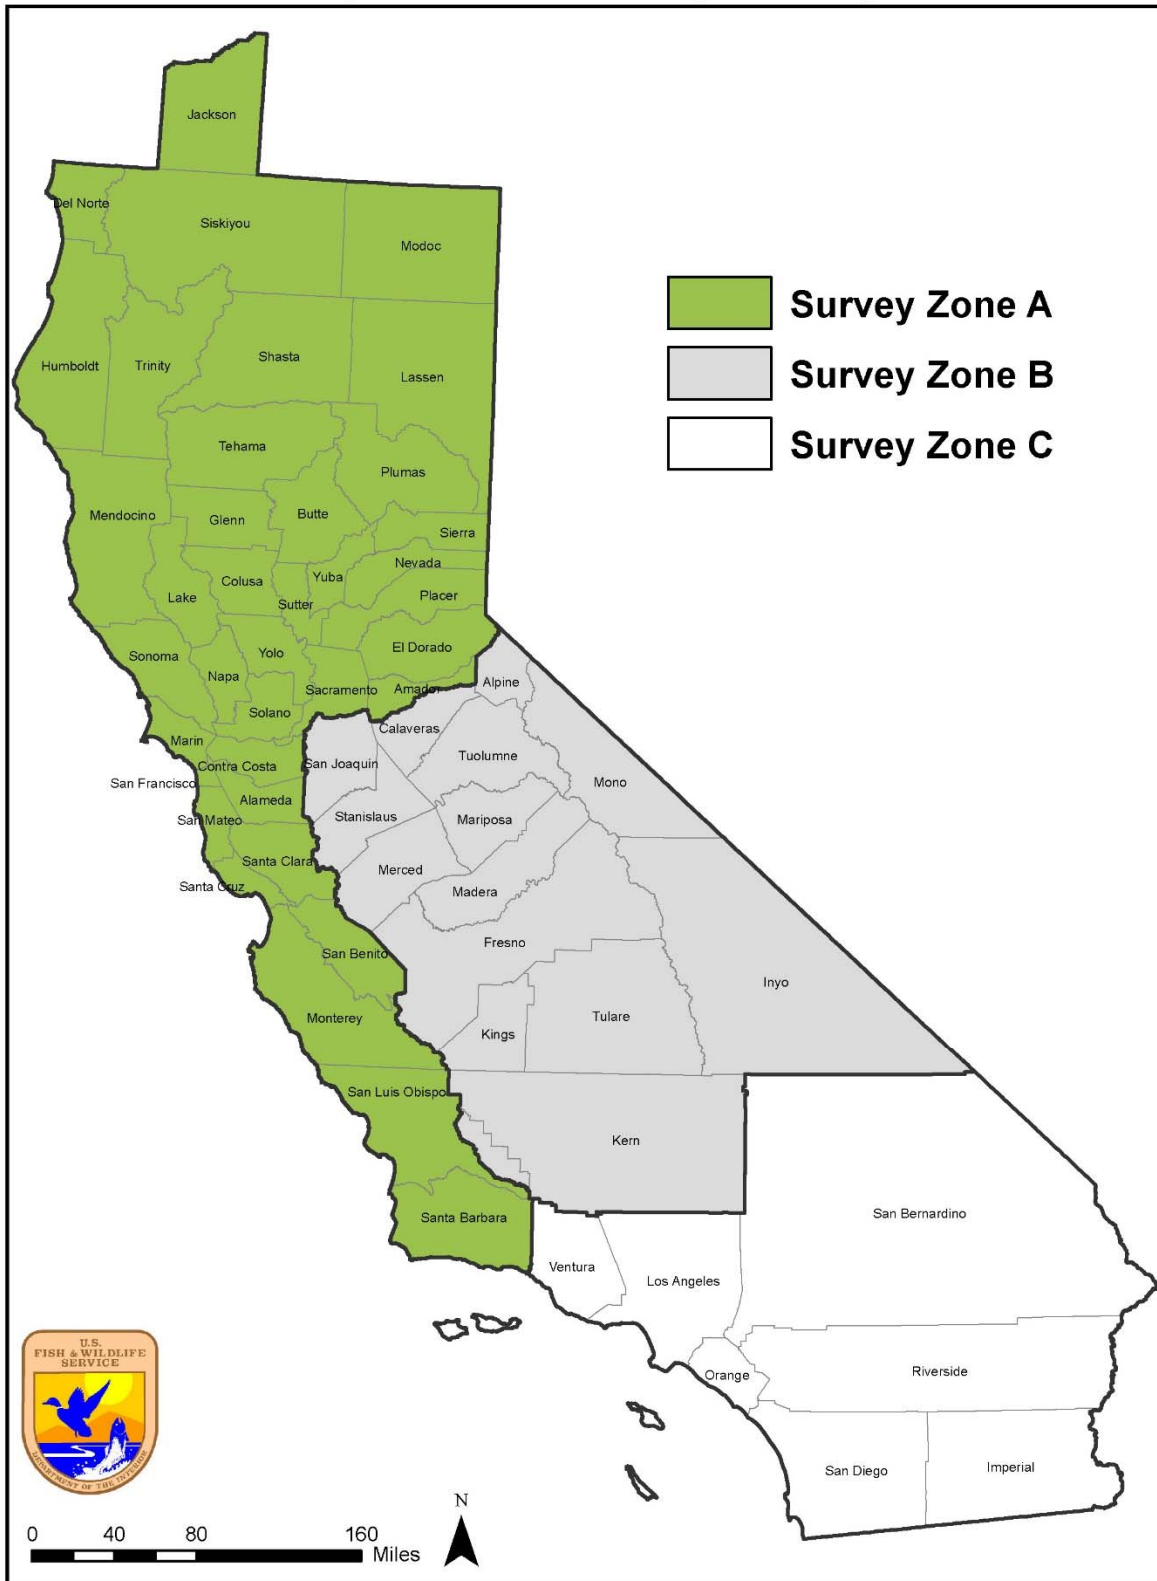 Jackson
Del Norte
Siskiyou
Modoc
Survey Zone A
Survey Zone B
Survey Zone C
Humboldt
Trinity
Shasta
Lassen
Tehama
Plumas
Mendocino
Glenn
Butte
Sierra
Nevada
Colusa
Yuba
Lake
Sutter
Placer
Sonoma
Yolo
El Dorado
Napa
Sacramento
Amador
Alpine
Solano
Calaveras
Marin
Tuolumne
Contra Costa
San Joaquin
San Francisco
Mono
Alameda
San Mateo
Stanislaus
Mariposa
Santa Clara
Merced
Santa Cruz
Madera
Fresno
San Benito
Inyo
Monterey
Kings
Tulare
San Luis Obispo
Kern
Santa Barbara
San Bernardino
Ventura
Los Angeles
Orange
Riverside
San Diego
Imperial
U.S.
FISH & WILDLIFE
SERVICE
DEPARTMENT OF THE INTERIOR
N
0 40 80 160
Miles